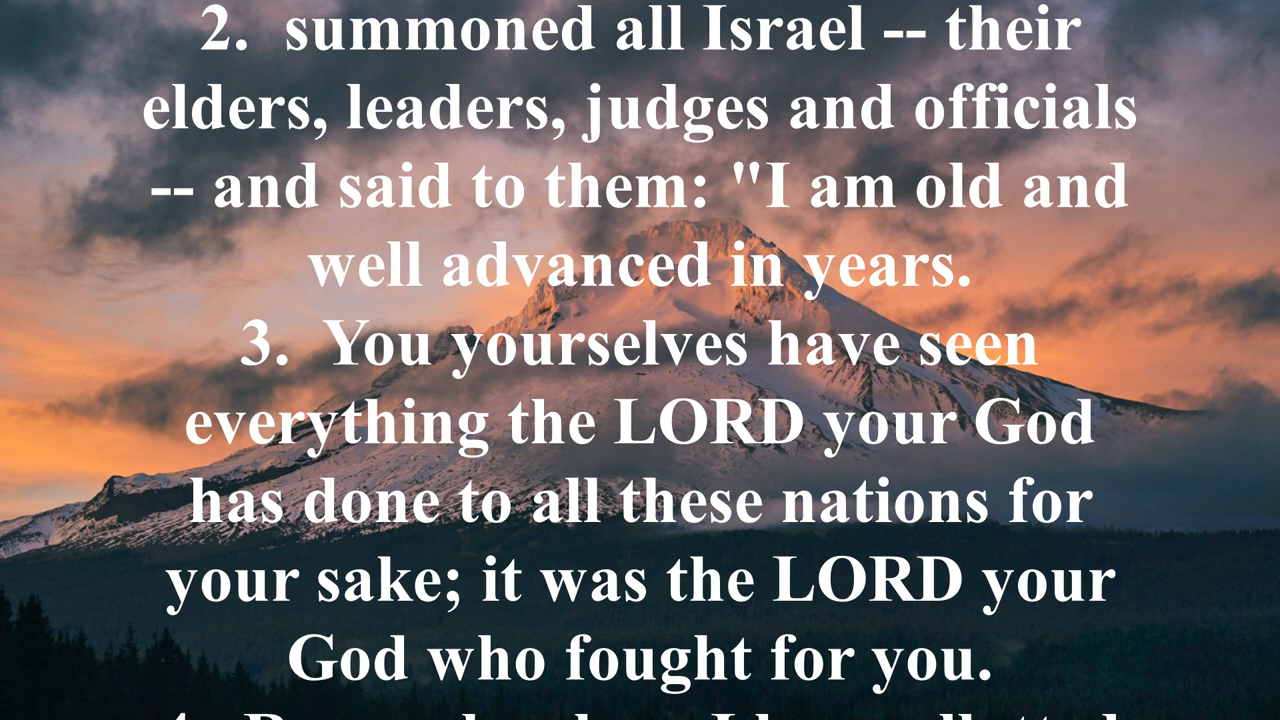 2.  summoned all Israel -- their
elders, leaders, judges and officials
-- and said to them: "I am old and
well advanced in years.
3.  You yourselves have seen
everything the LORD your God
has done to all these nations for
your sake; it was the LORD your
God who fought for you.